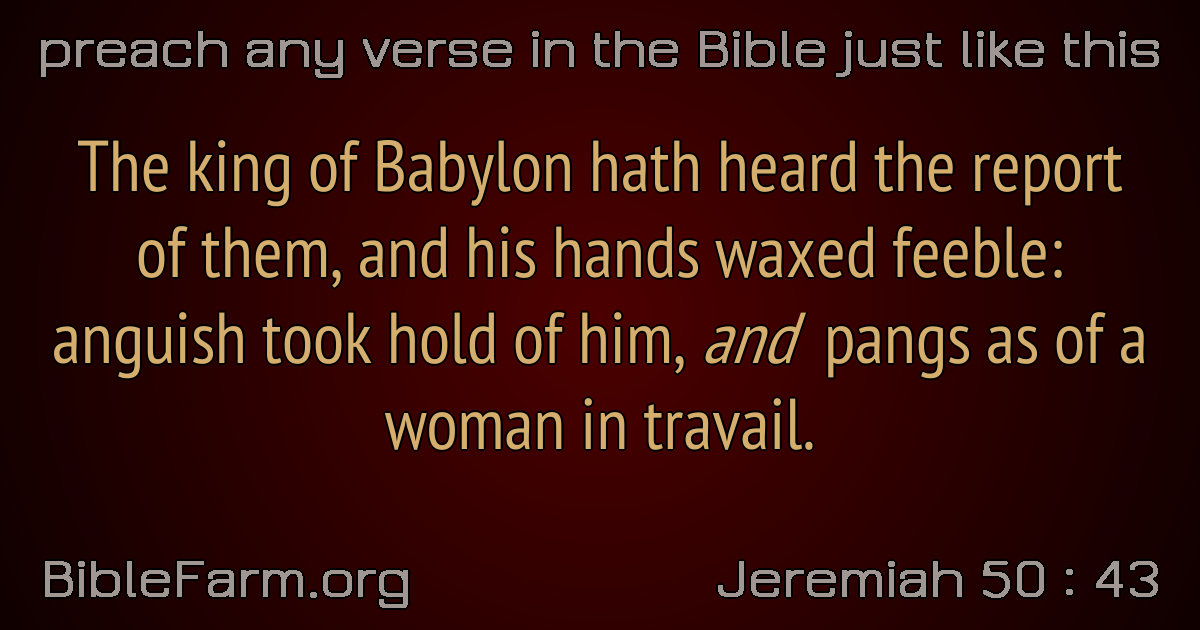 preach any verse in the Bible just like this
The king of Babylon hath heard the report
of them, and his hands waxed feeble:
anguish took hold of him, and pangs as of a
woman in travail.
BibleFarm.org
Jeremiah 50 : 43